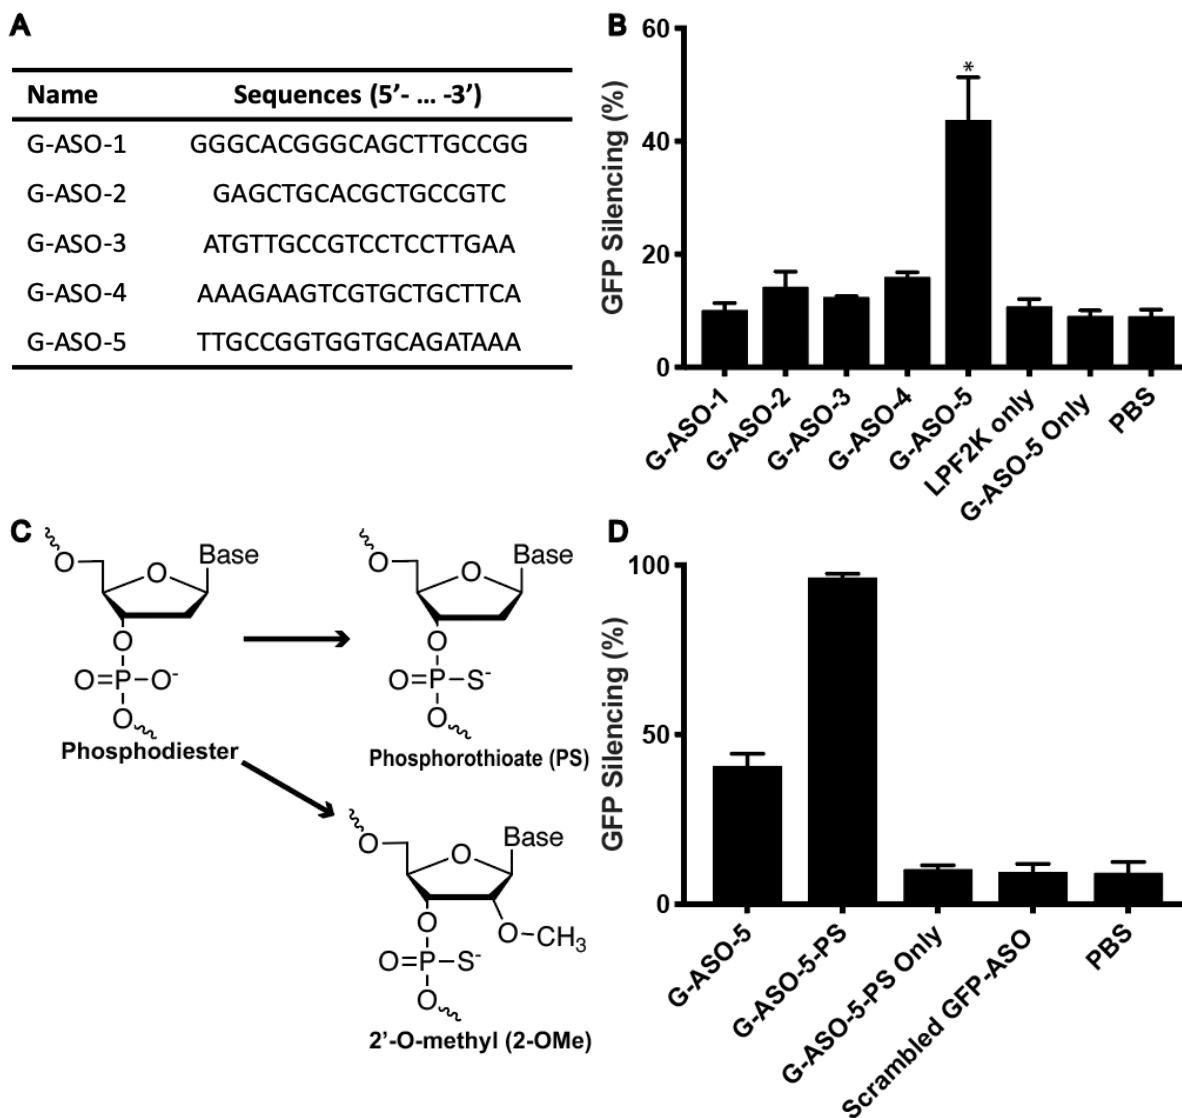 A
Name Sequences (5’- ... -3’)
G-ASO-1 GGGCACGGGCAGCTTGCCGG
G-ASO-2 GAGCTGCACGCTGCCGTC
G-ASO-3 ATGTTGCCGTCCTCCTTGAA
G-ASO-4 AAAGAAGTCGTGCTGCTTCA
G-ASO-5 TTGCCGGTGGTGCAGATAAA
B
GFP Silencing (%)
60
40
20
0
*
G-ASO-1
G-ASO-2
G-ASO-3
G-ASO-4
G-ASO-5
LPF2K only
G-ASO-5 Only
PBS
C
O
O
Base
O
O=P–O⁻
O
Phosphodiester
O
O
Base
O
O=P–S⁻
O
Phosphorothioate (PS)
O
O
Base
O
O–CH₃
O=P–S⁻
O
2’-O-methyl (2-OMe)
D
GFP Silencing (%)
100
50
0
G-ASO-5
G-ASO-5-PS
G-ASO-5-PS Only
Scrambled GFP-ASO
PBS